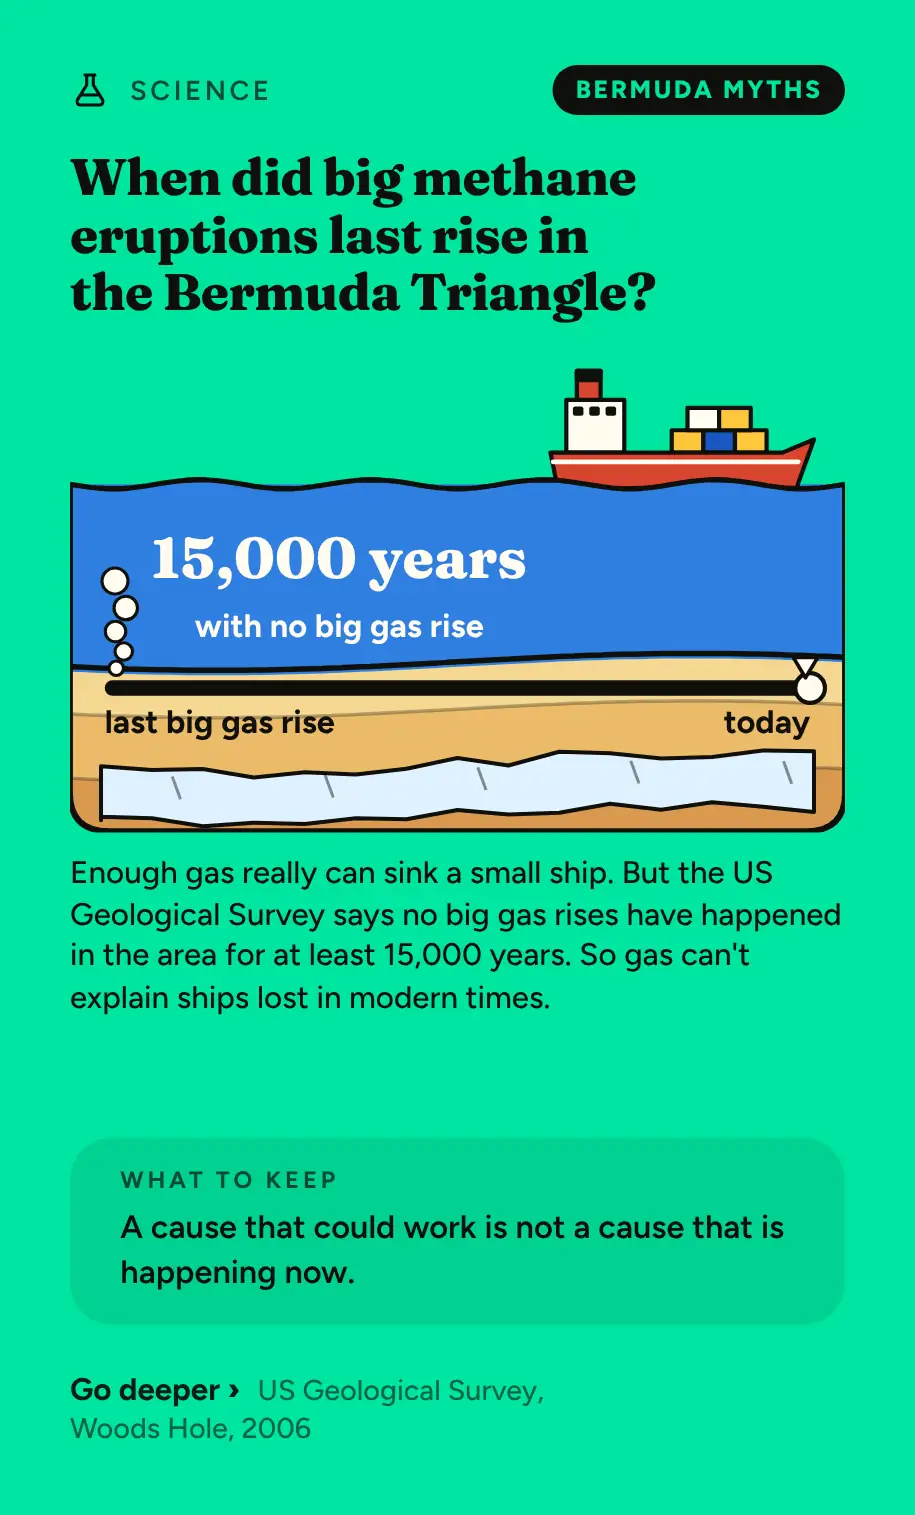 SCIENCE
BERMUDA MYTHS
When did big methane
eruptions last rise in
the Bermuda Triangle?
15,000 years
with no big gas rise
last big gas rise
today
Enough gas really can sink a small ship. But the US
Geological Survey says no big gas rises have happened
in the area for at least 15,000 years. So gas can't
explain ships lost in modern times.
WHAT TO KEEP
A cause that could work is not a cause that is
happening now.
Go deeper › US Geological Survey,
Woods Hole, 2006